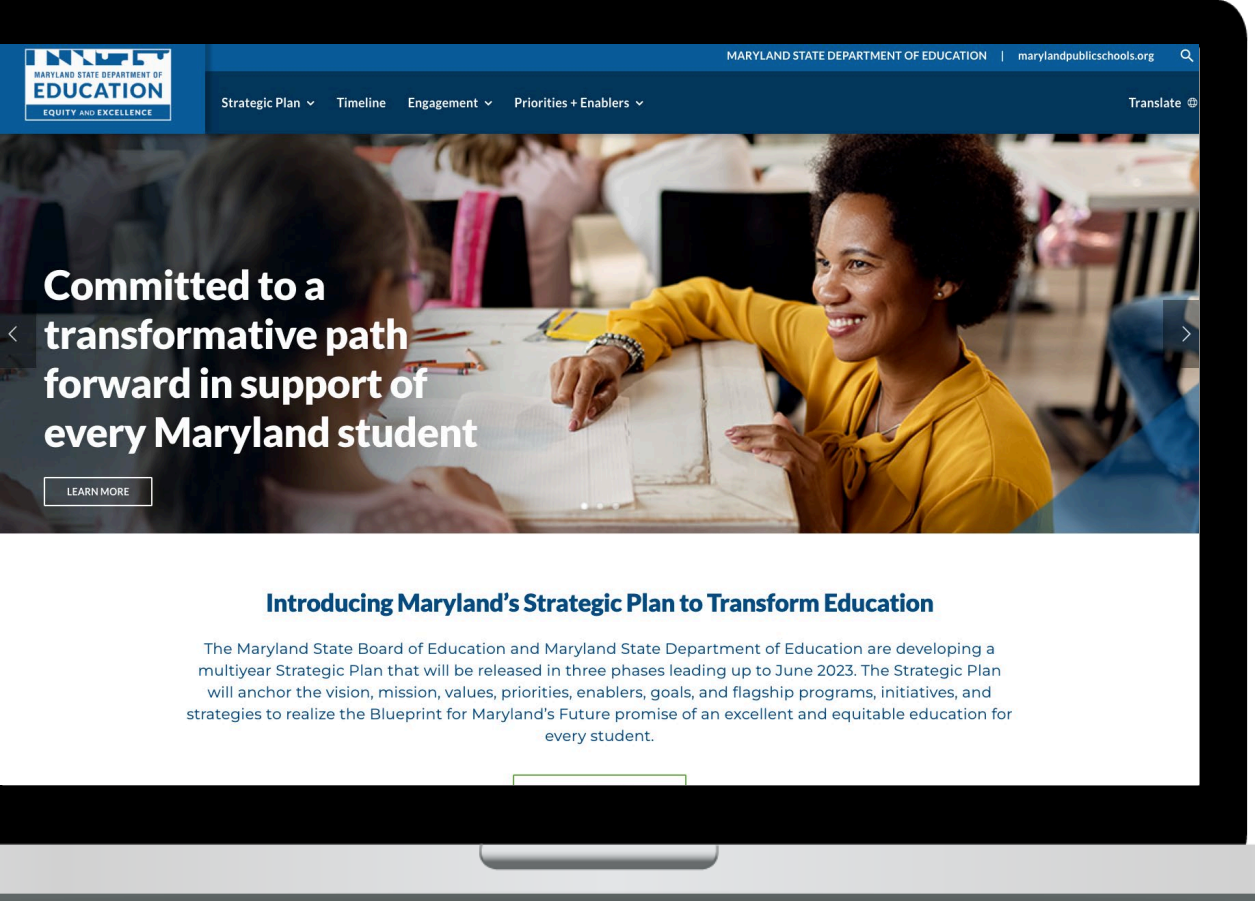 MARYLAND STATE DEPARTMENT OF EDUCATION | marylandpublicschools.org
MARYLAND STATE DEPARTMENT OF
EDUCATION
EQUITY AND EXCELLENCE
Strategic Plan
Timeline
Engagement
Priorities + Enablers
Translate
Committed to a
transformative path
forward in support of
every Maryland student
LEARN MORE
Introducing Maryland's Strategic Plan to Transform Education
The Maryland State Board of Education and Maryland State Department of Education are developing a
multiyear Strategic Plan that will be released in three phases leading up to June 2023. The Strategic Plan
will anchor the vision, mission, values, priorities, enablers, goals, and flagship programs, initiatives, and
strategies to realize the Blueprint for Maryland's Future promise of an excellent and equitable education for
every student.